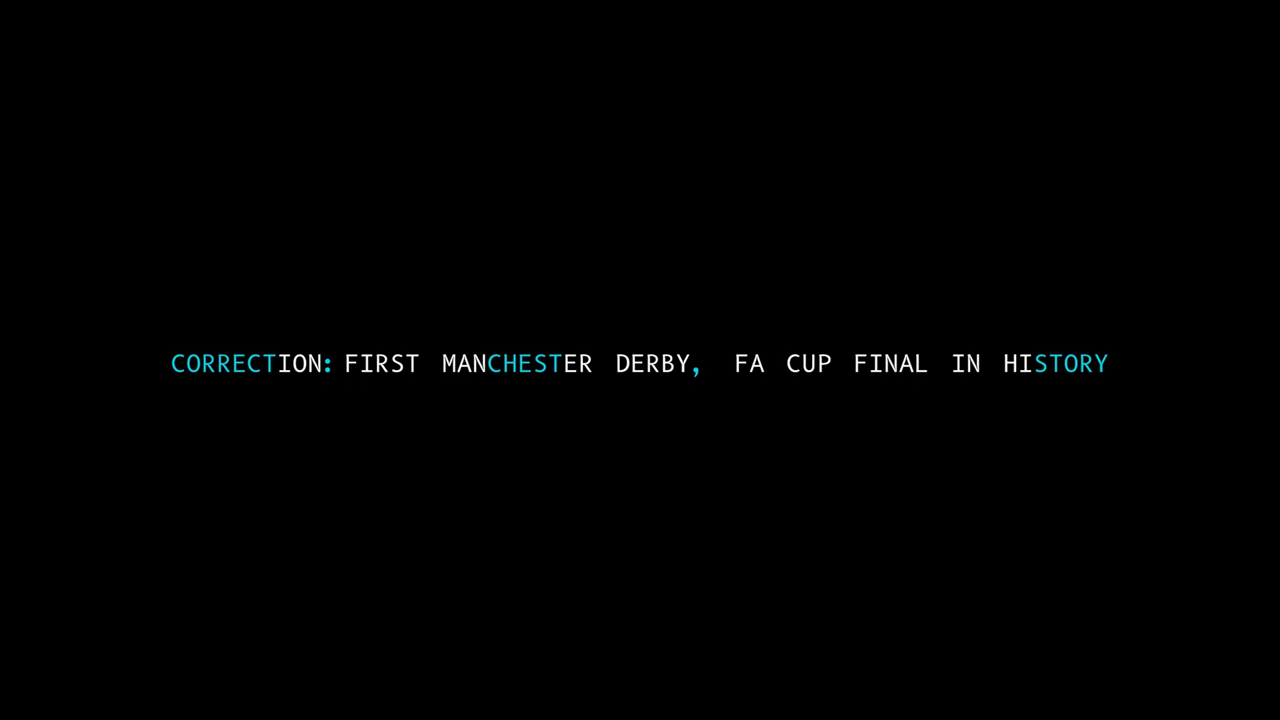 CORRECTION: FIRST MANCHESTER DERBY, FA CUP FINAL IN HISTORY